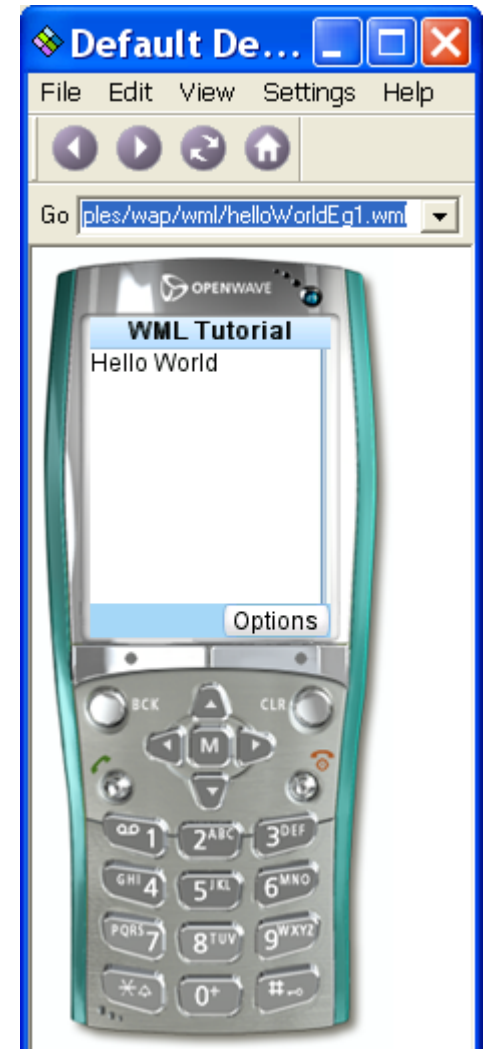 Default De...
File Edit View Settings Help
Go ples/wap/wml/helloWorldEg1.wml
OPENWAVE
WML Tutorial
Hello World
Options
BCK CLR
M
1 2ABC 3DEF
GHI4 5JKL 6MNO
PQRS7 8TUV 9WXYZ
* 0+ #